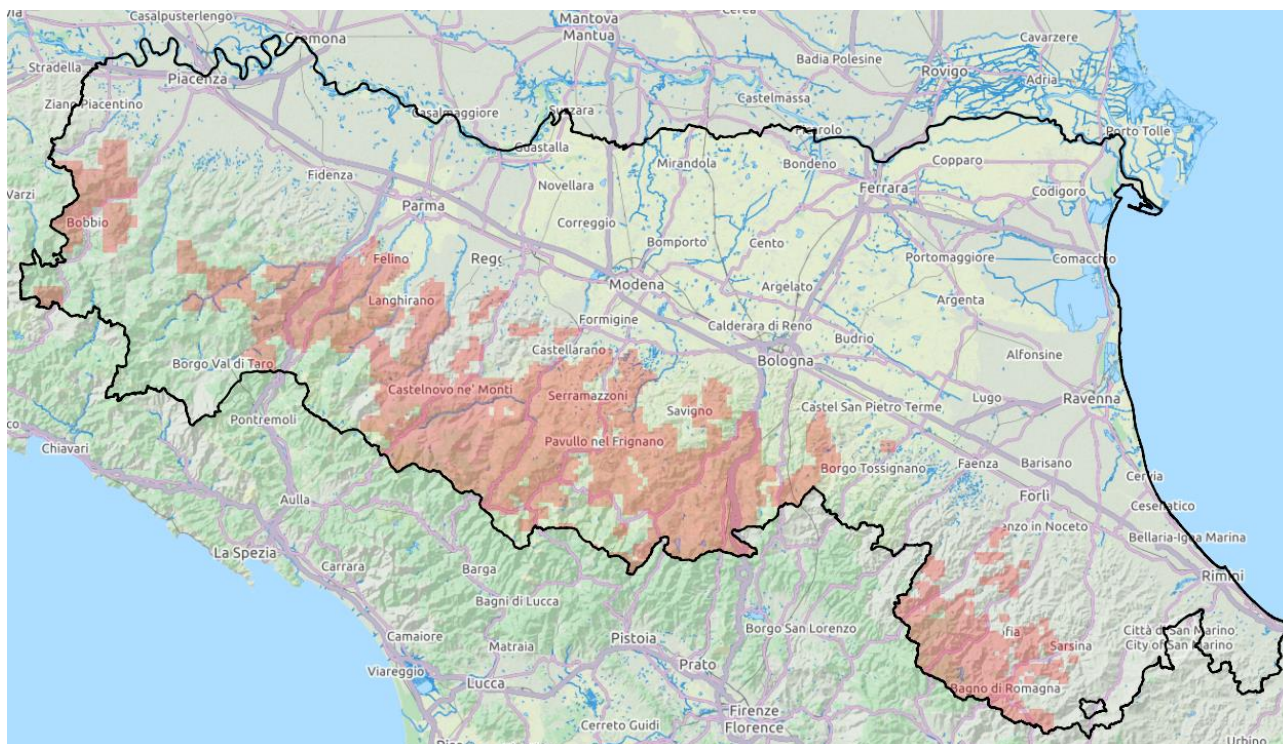 Casalpusterlengo
Cremona
Mantova
Mantua
Cavarzere
Stradella
Piacenza
Badia Polesine
Rovigo
Adria
Ziano Piacentino
Casalmaggiore
Suzzara
Castelmassa
Porto Tolle
Guastalla
Mirandola
Bondeno
Copparo
Varzi
Fidenza
Novellara
Ferrara
Codigoro
Bobbio
Parma
Correggio
Bomporto
Cento
Portomaggiore
Comacchio
Felino
Regg
Modena
Argelato
Langhirano
Formigine
Argenta
Calderara di Reno
Budrio
Borgo Val di Taro
Castellarano
Bologna
Alfonsine
Castelnovo ne' Monti
Serramazzoni
Savigno
Castel San Pietro Terme
Lugo
Ravenna
Pontremoli
Pavullo nel Frignano
Chiavari
Borgo Tossignano
Faenza
Barisano
Cervia
Aulla
Forlì
Cesenatico
La Spezia
enzo in Noceto
Bellaria-Igea Marina
Carrara
Barga
Rimini
Bagni di Lucca
Camaiore
Pistoia
Borgo San Lorenzo
fia
Sarsina
Città di San Marino
City of San Marino
Matraia
Viareggio
Lucca
Prato
Bagno di Romagna
Firenze
Florence
Cerreto Guidi
Urbino